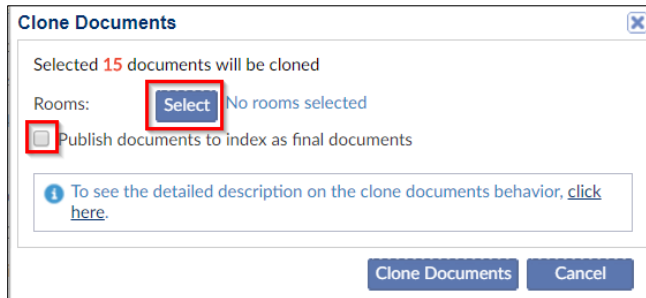 Clone Documents
Selected 15 documents will be cloned
Rooms: Select No rooms selected
Publish documents to index as final documents
To see the detailed description on the clone documents behavior, click
here.
Clone Documents Cancel